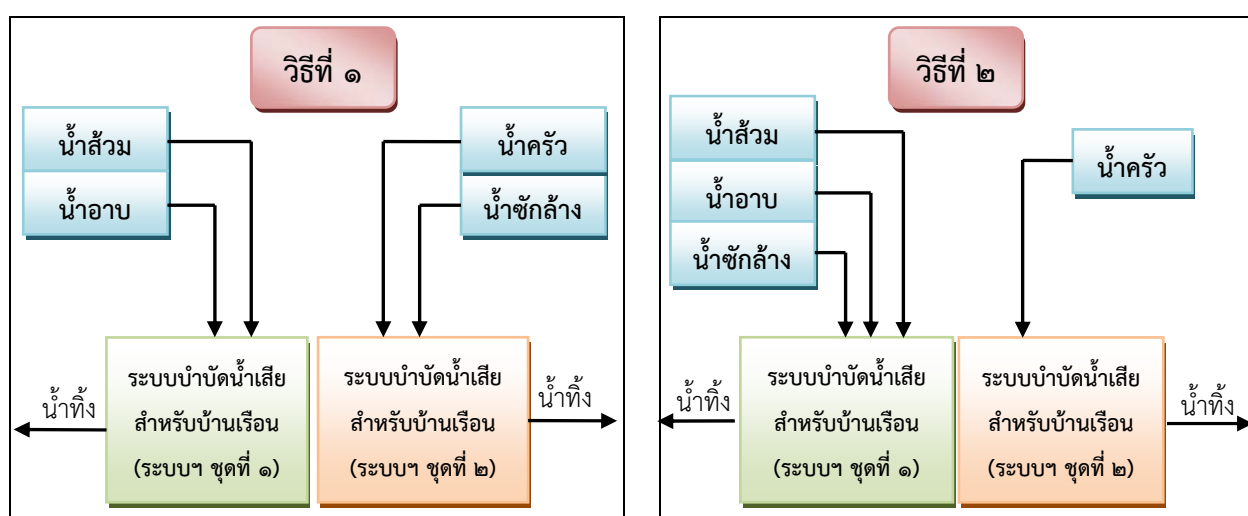 วิธีที่ ๑
น้ำส้วม
น้ำอาบ
น้ำครัว
น้ำซักล้าง
ระบบบำบัดน้ำเสีย
สำหรับบ้านเรือน
(ระบบฯ ชุดที่ ๑)
ระบบบำบัดน้ำเสีย
สำหรับบ้านเรือน
(ระบบฯ ชุดที่ ๒)
น้ำทิ้ง
น้ำทิ้ง
วิธีที่ ๒
น้ำส้วม
น้ำอาบ
น้ำซักล้าง
น้ำครัว
ระบบบำบัดน้ำเสีย
สำหรับบ้านเรือน
(ระบบฯ ชุดที่ ๑)
ระบบบำบัดน้ำเสีย
สำหรับบ้านเรือน
(ระบบฯ ชุดที่ ๒)
น้ำทิ้ง
น้ำทิ้ง